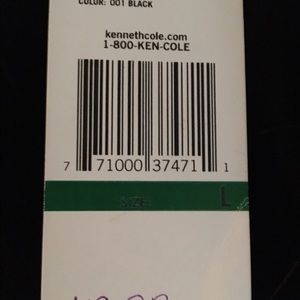 COLOR: 001 BLACK
kennethcole.com
1-800-KEN-COLE
7 71000 37471 1
SIZE: L